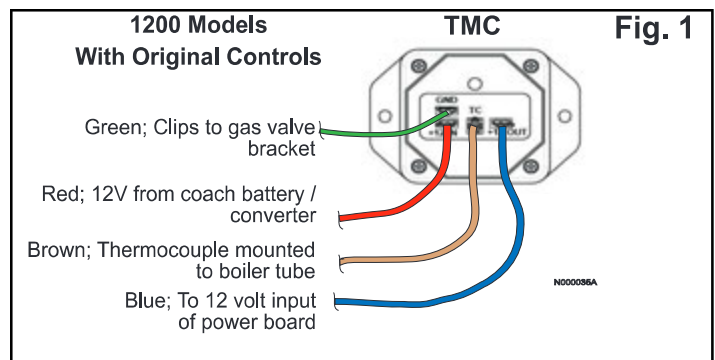 1200 Models
With Original Controls
TMC
Fig. 1
GND
TC
Green; Clips to gas valve
bracket
Red; 12V from coach battery /
converter
Brown; Thermocouple mounted
to boiler tube
Blue; To 12 volt input
of power board
N000036A